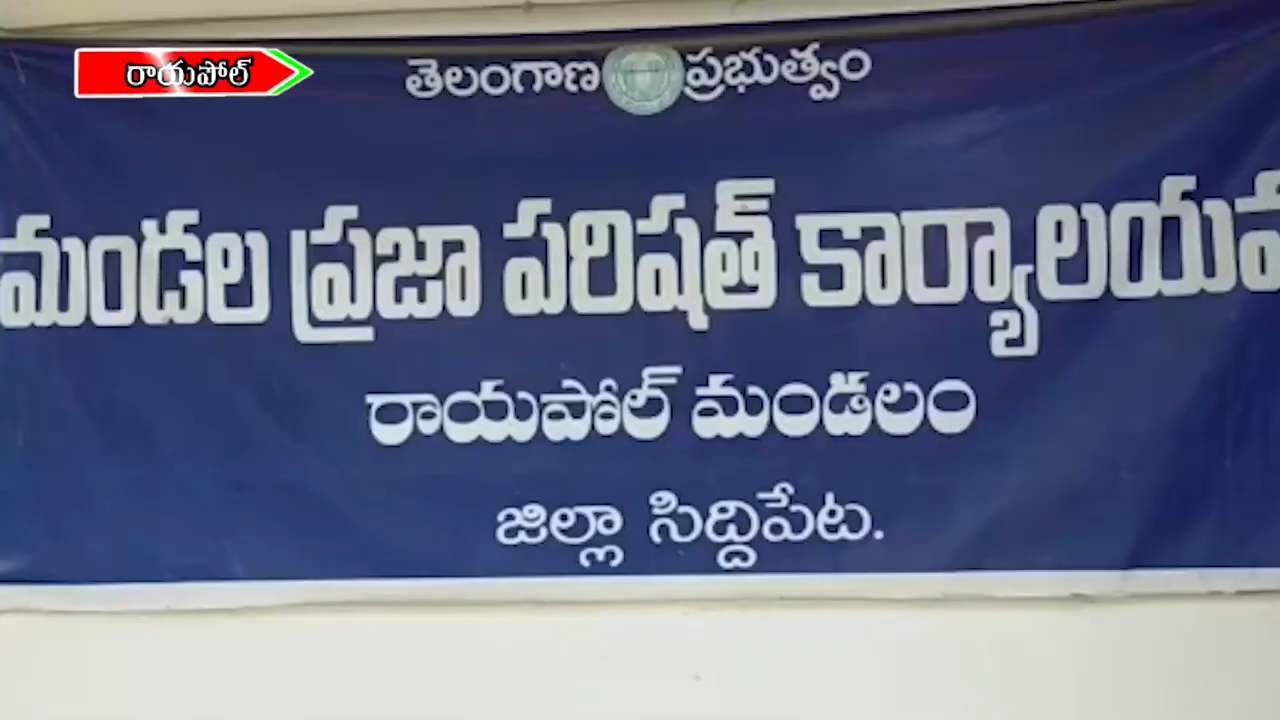 రాయపోల్
తెలంగాణ ప్రభుత్వం
మండల ప్రజా పరిషత్ కార్యాలయ
రాయపోల్ మండలం
జిల్లా సిద్దిపేట.